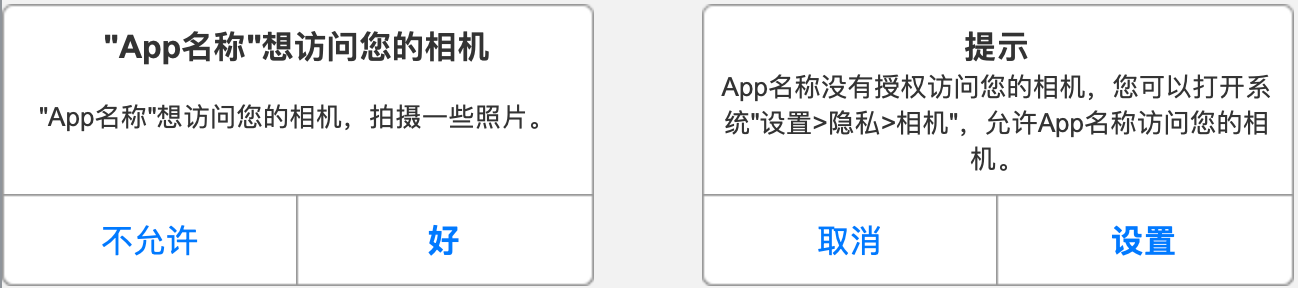 "App名称"想访问您的相机
"App名称"想访问您的相机，拍摄一些照片。
不允许
好
提示
App名称没有授权访问您的相机，您可以打开系
统"设置>隐私>相机"，允许App名称访问您的相
机。
取消
设置